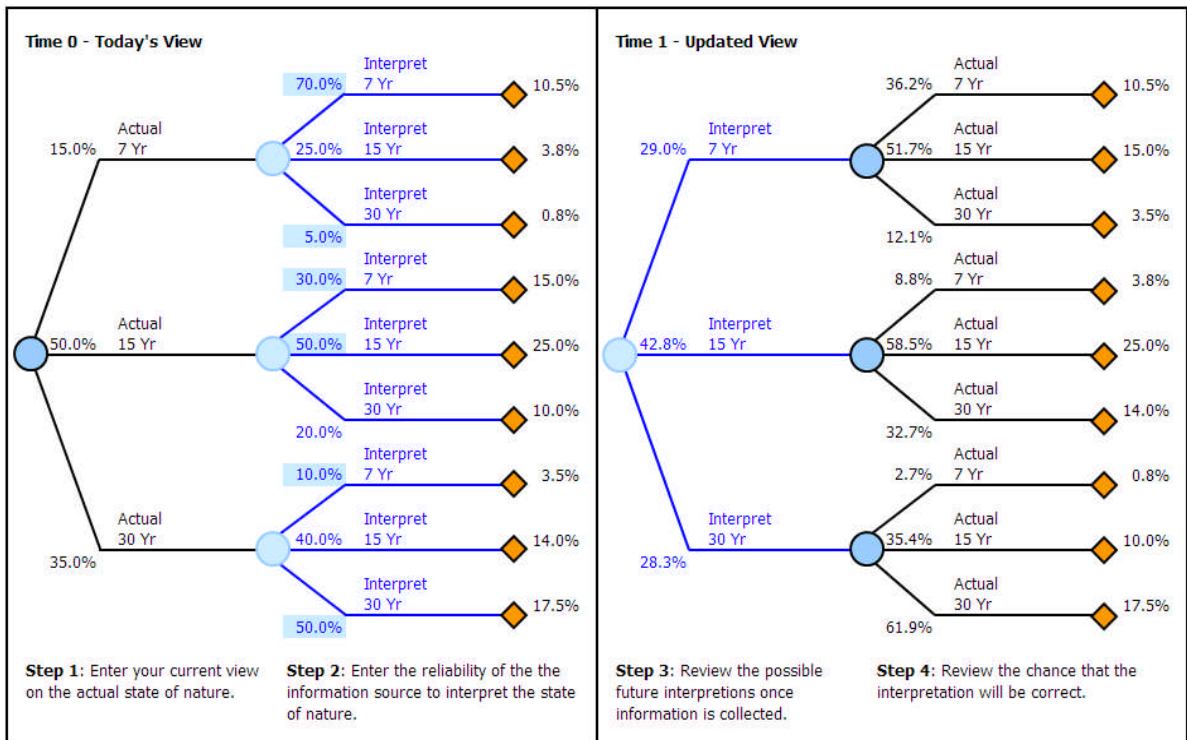 Time 0 - Today's View
Interpret
70.0% 7 Yr 10.5%
Actual
15.0% 7 Yr
Interpret
25.0% 15 Yr 3.8%
Interpret
30 Yr 0.8%
5.0%
Interpret
30.0% 7 Yr 15.0%
Actual
50.0% 15 Yr
Interpret
50.0% 15 Yr 25.0%
Interpret
30 Yr 10.0%
20.0%
Interpret
10.0% 7 Yr 3.5%
Actual
30 Yr
35.0%
Interpret
40.0% 15 Yr 14.0%
Interpret
30 Yr 17.5%
50.0%
Step 1: Enter your current view
on the actual state of nature.
Step 2: Enter the reliability of the the
information source to interpret the state
of nature.
Time 1 - Updated View
Actual
36.2% 7 Yr 10.5%
Interpret
29.0% 7 Yr
Actual
51.7% 15 Yr 15.0%
Actual
30 Yr 3.5%
12.1%
Actual
8.8% 7 Yr 3.8%
Interpret
42.8% 15 Yr
Actual
58.5% 15 Yr 25.0%
Actual
30 Yr 14.0%
32.7%
Actual
2.7% 7 Yr 0.8%
Interpret
30 Yr
28.3%
Actual
35.4% 15 Yr 10.0%
Actual
30 Yr 17.5%
61.9%
Step 3: Review the possible
future interpretions once
information is collected.
Step 4: Review the chance that the
interpretation will be correct.